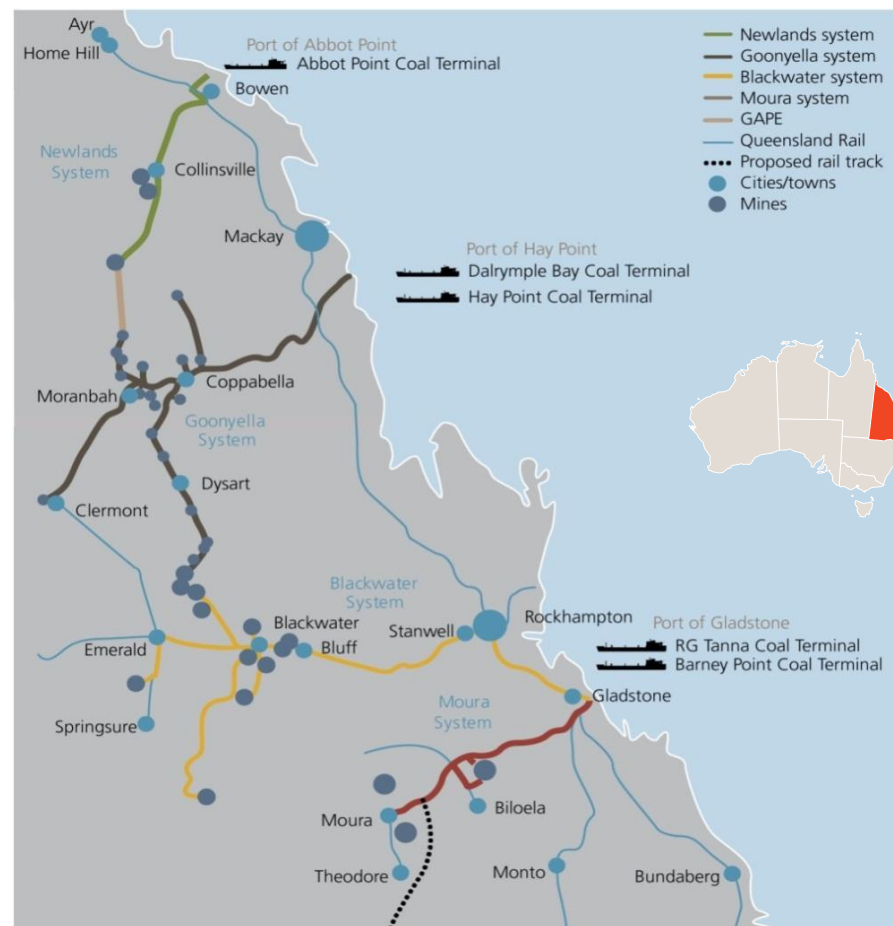 Ayr
Home Hill
Port of Abbot Point
Abbot Point Coal Terminal
Bowen
Newlands system
Goonyella system
Blackwater system
Moura system
GAPE
Queensland Rail
Proposed rail track
Cities/towns
Mines
Newlands
System
Collinsville
Mackay
Port of Hay Point
Dalrymple Bay Coal Terminal
Hay Point Coal Terminal
Coppabella
Moranbah
Goonyella
System
Dysart
Clermont
Blackwater
System
Blackwater
Stanwell
Rockhampton
Port of Gladstone
RG Tanna Coal Terminal
Barney Point Coal Terminal
Emerald
Bluff
Gladstone
Springsure
Moura
System
Moura
Biloela
Theodore
Monto
Bundaberg